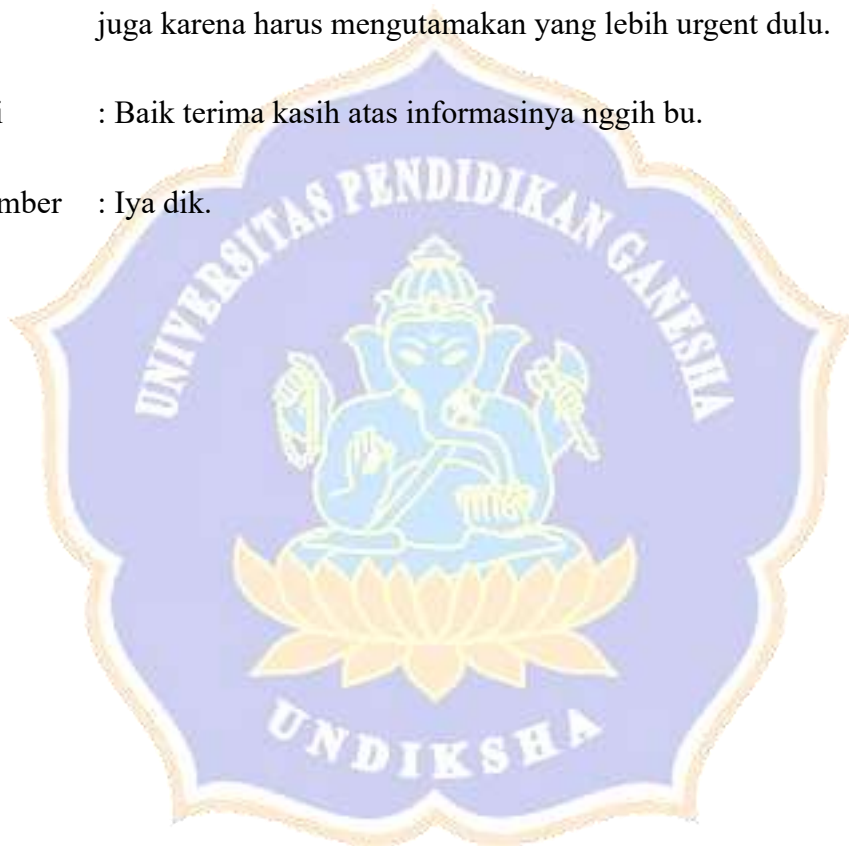 juga karena harus mengutamakan yang lebih urgent dulu.
i : Baik terima kasih atas informasinya nggih bu.
mber : Iya dik.
UNIVERSITAS PENDIDIKAN GANESHA
UNDIKSHA